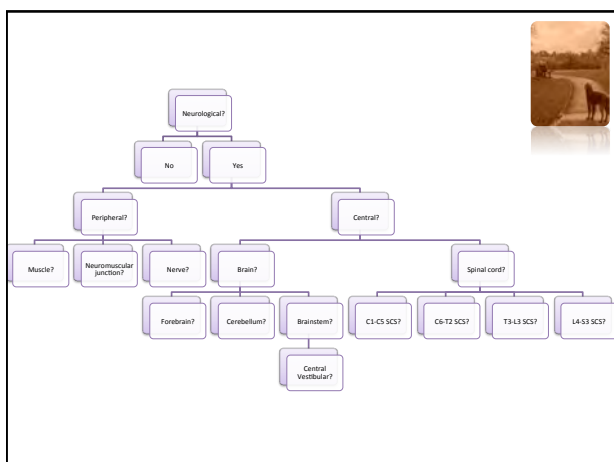 Neurological?
No
Yes
Peripheral?
Central?
Muscle?
Neuromuscular
junction?
Nerve?
Brain?
Spinal cord?
Forebrain?
Cerebellum?
Brainstem?
C1-C5 SCS?
C6-T2 SCS?
T3-L3 SCS?
L4-S3 SCS?
Central
Vestibular?